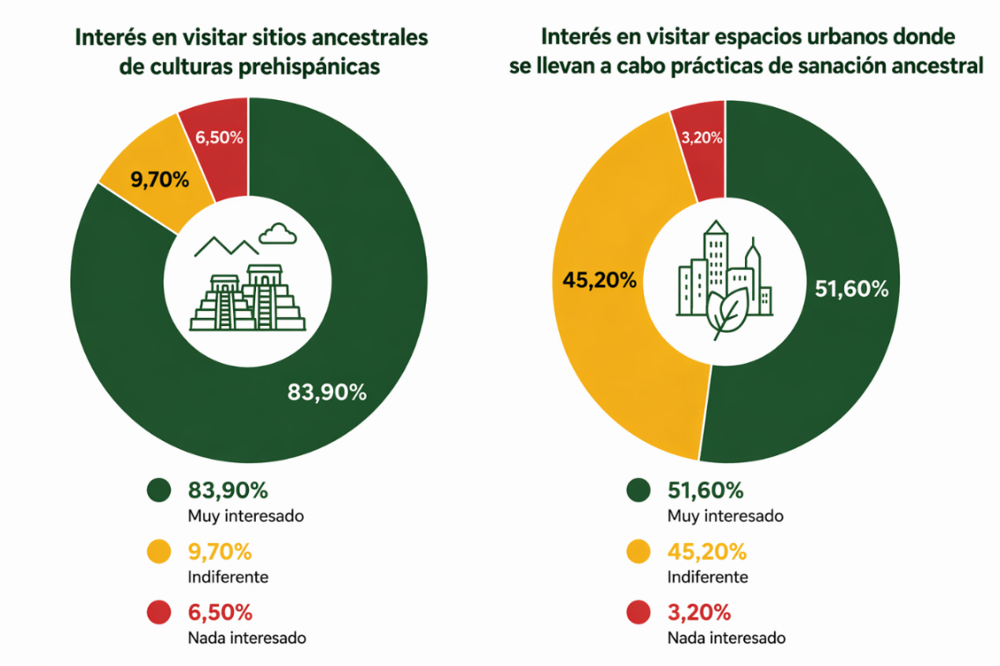 Interés en visitar sitios ancestrales
de culturas prehispánicas
6,50%
9,70%
83,90%
83,90%
Muy interesado
9,70%
Indiferente
6,50%
Nada interesado
Interés en visitar espacios urbanos donde
se llevan a cabo prácticas de sanación ancestral
3,20%
45,20%
51,60%
51,60%
Muy interesado
45,20%
Indiferente
3,20%
Nada interesado